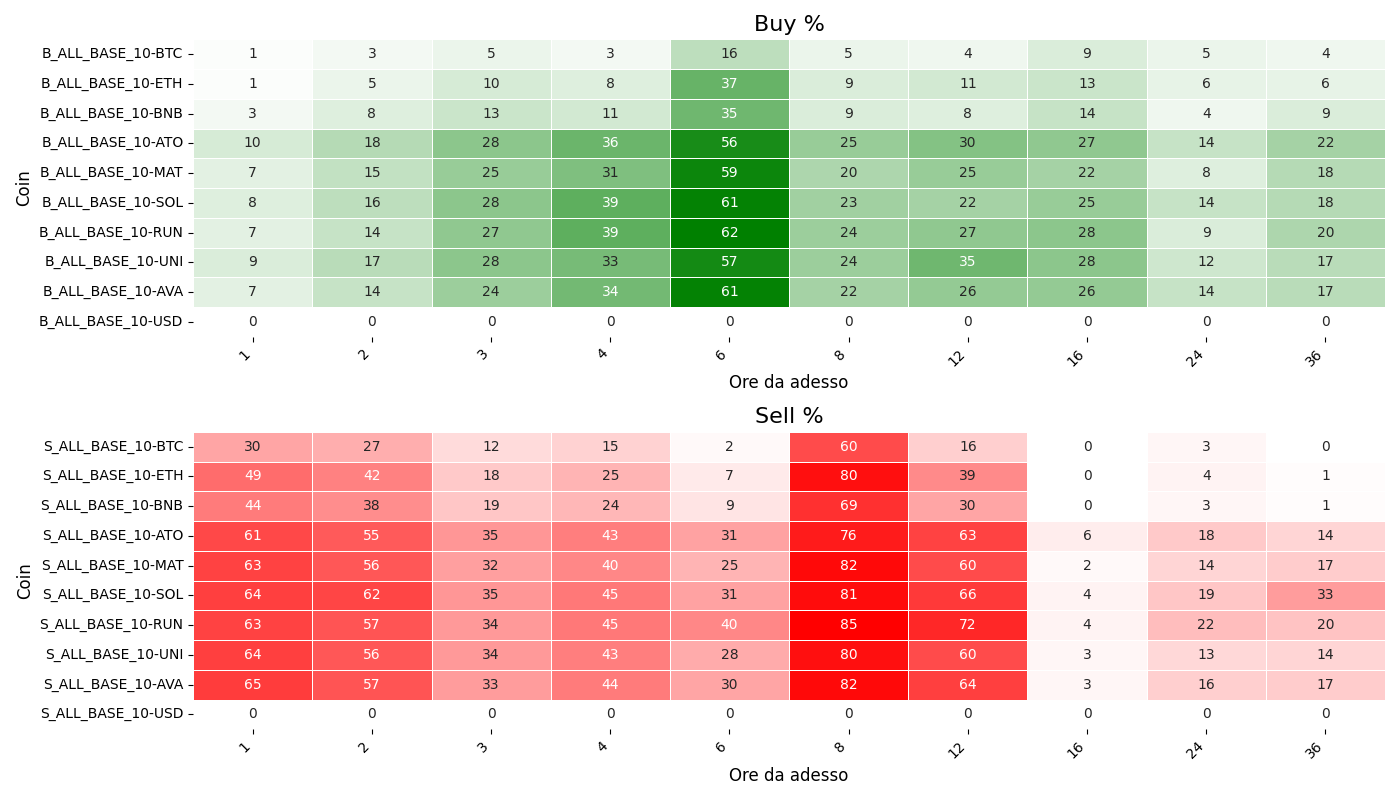 Buy %
Coin
B_ALL_BASE_10-BTC 1 3 5 3 16 5 4 9 5 4
B_ALL_BASE_10-ETH 1 5 10 8 37 9 11 13 6 6
B_ALL_BASE_10-BNB 3 8 13 11 35 9 8 14 4 9
B_ALL_BASE_10-ATO 10 18 28 36 56 25 30 27 14 22
B_ALL_BASE_10-MAT 7 15 25 31 59 20 25 22 8 18
B_ALL_BASE_10-SOL 8 16 28 39 61 23 22 25 14 18
B_ALL_BASE_10-RUN 7 14 27 39 62 24 27 28 9 20
B_ALL_BASE_10-UNI 9 17 28 33 57 24 35 28 12 17
B_ALL_BASE_10-AVA 7 14 24 34 61 22 26 26 14 17
B_ALL_BASE_10-USD 0 0 0 0 0 0 0 0 0 0
1 2 3 4 6 8 12 16 24 36
Ore da adesso
Sell %
Coin
S_ALL_BASE_10-BTC 30 27 12 15 2 60 16 0 3 0
S_ALL_BASE_10-ETH 49 42 18 25 7 80 39 0 4 1
S_ALL_BASE_10-BNB 44 38 19 24 9 69 30 0 3 1
S_ALL_BASE_10-ATO 61 55 35 43 31 76 63 6 18 14
S_ALL_BASE_10-MAT 63 56 32 40 25 82 60 2 14 17
S_ALL_BASE_10-SOL 64 62 35 45 31 81 66 4 19 33
S_ALL_BASE_10-RUN 63 57 34 45 40 85 72 4 22 20
S_ALL_BASE_10-UNI 64 56 34 43 28 80 60 3 13 14
S_ALL_BASE_10-AVA 65 57 33 44 30 82 64 3 16 17
S_ALL_BASE_10-USD 0 0 0 0 0 0 0 0 0 0
1 2 3 4 6 8 12 16 24 36
Ore da adesso